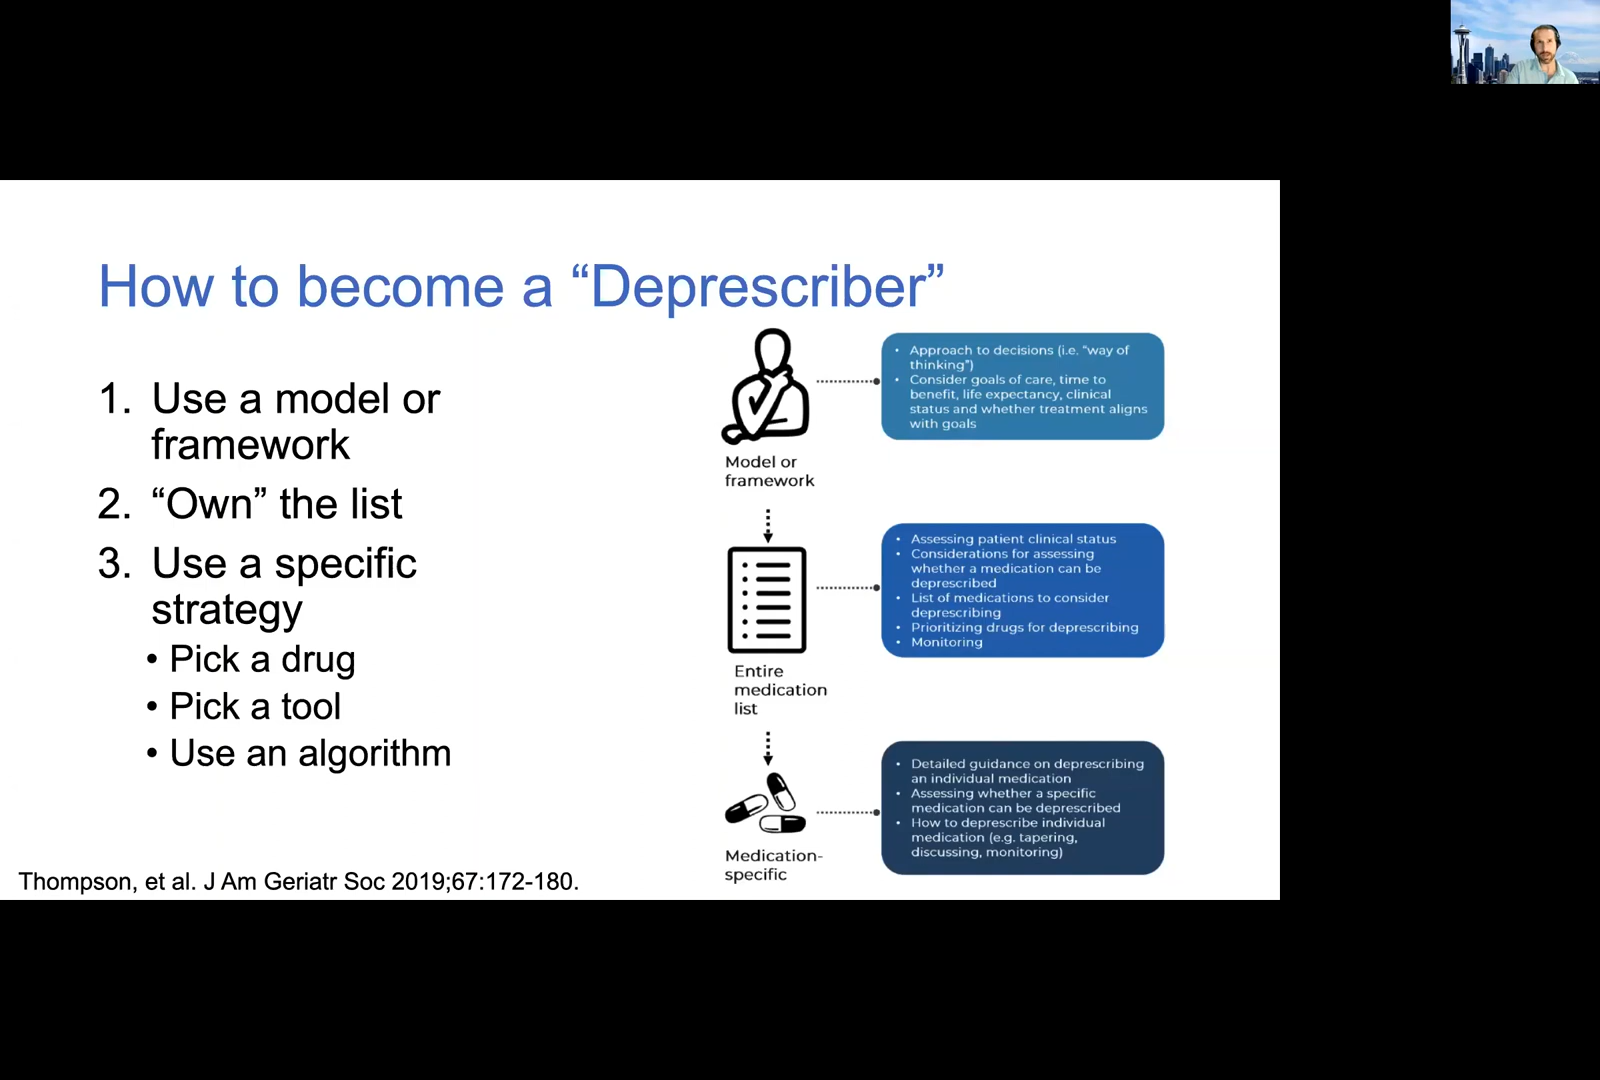 How to become a “Deprescriber”
1. Use a model or
framework
2. “Own” the list
3. Use a specific
strategy
• Pick a drug
• Pick a tool
• Use an algorithm
Model or
framework
• Approach to decisions (i.e. “way of
thinking”)
• Consider goals of care, time to
benefit, life expectancy, clinical
status and whether treatment aligns
with goals
Entire
medication
list
• Assessing patient clinical status
• Considerations for assessing
whether a medication can be
deprescribed
• List of medications to consider
deprescribing
• Prioritizing drugs for deprescribing
• Monitoring
Medication-
specific
• Detailed guidance on deprescribing
an individual medication
• Assessing whether a specific
medication can be deprescribed
• How to deprescribe individual
medication (e.g. tapering,
discussing, monitoring)
Thompson, et al. J Am Geriatr Soc 2019;67:172-180.